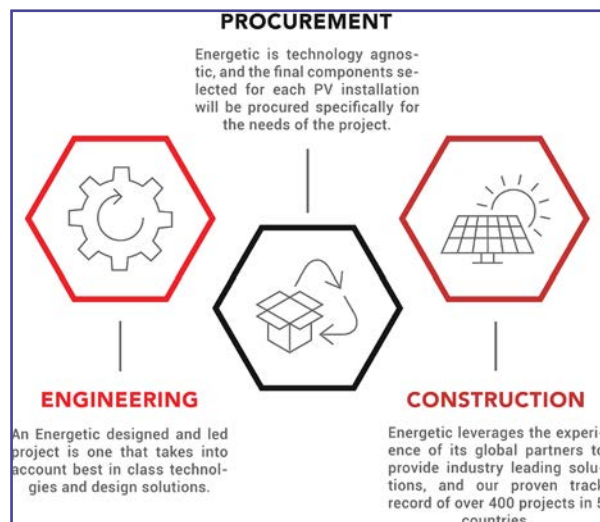 PROCUREMENT
Energetic is technology agnos-
tic, and the final components se-
lected for each PV installation
will be procured specifically for
the needs of the project.
ENGINEERING
An Energetic designed and led
project is one that takes into
account best in class technol-
gies and design solutions.
CONSTRUCTION
Energetic leverages the experi-
ence of its global partners to
provide industry leading solu-
tions, and our proven track
record of over 400 projects in 5
countries